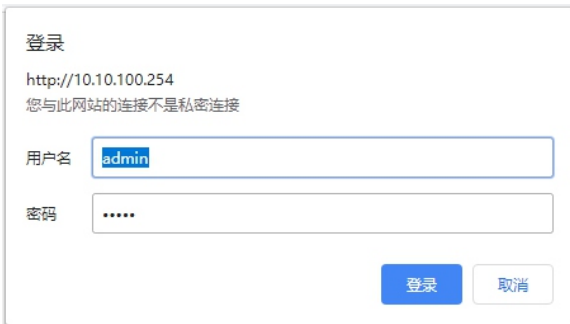 登录
http://10.10.100.254
您与此网站的连接不是私密连接
用户名 admin
密码 •••••
登录 取消